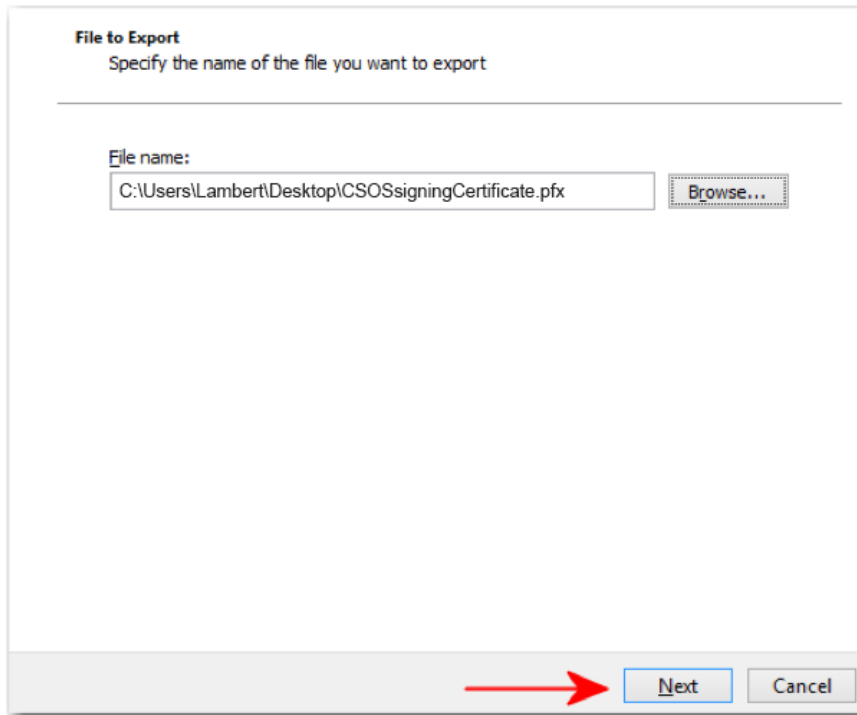 File to Export
Specify the name of the file you want to export
File name:
C:\Users\Lambert\Desktop\CSOSsigningCertificate.pfx
Browse...
Next
Cancel